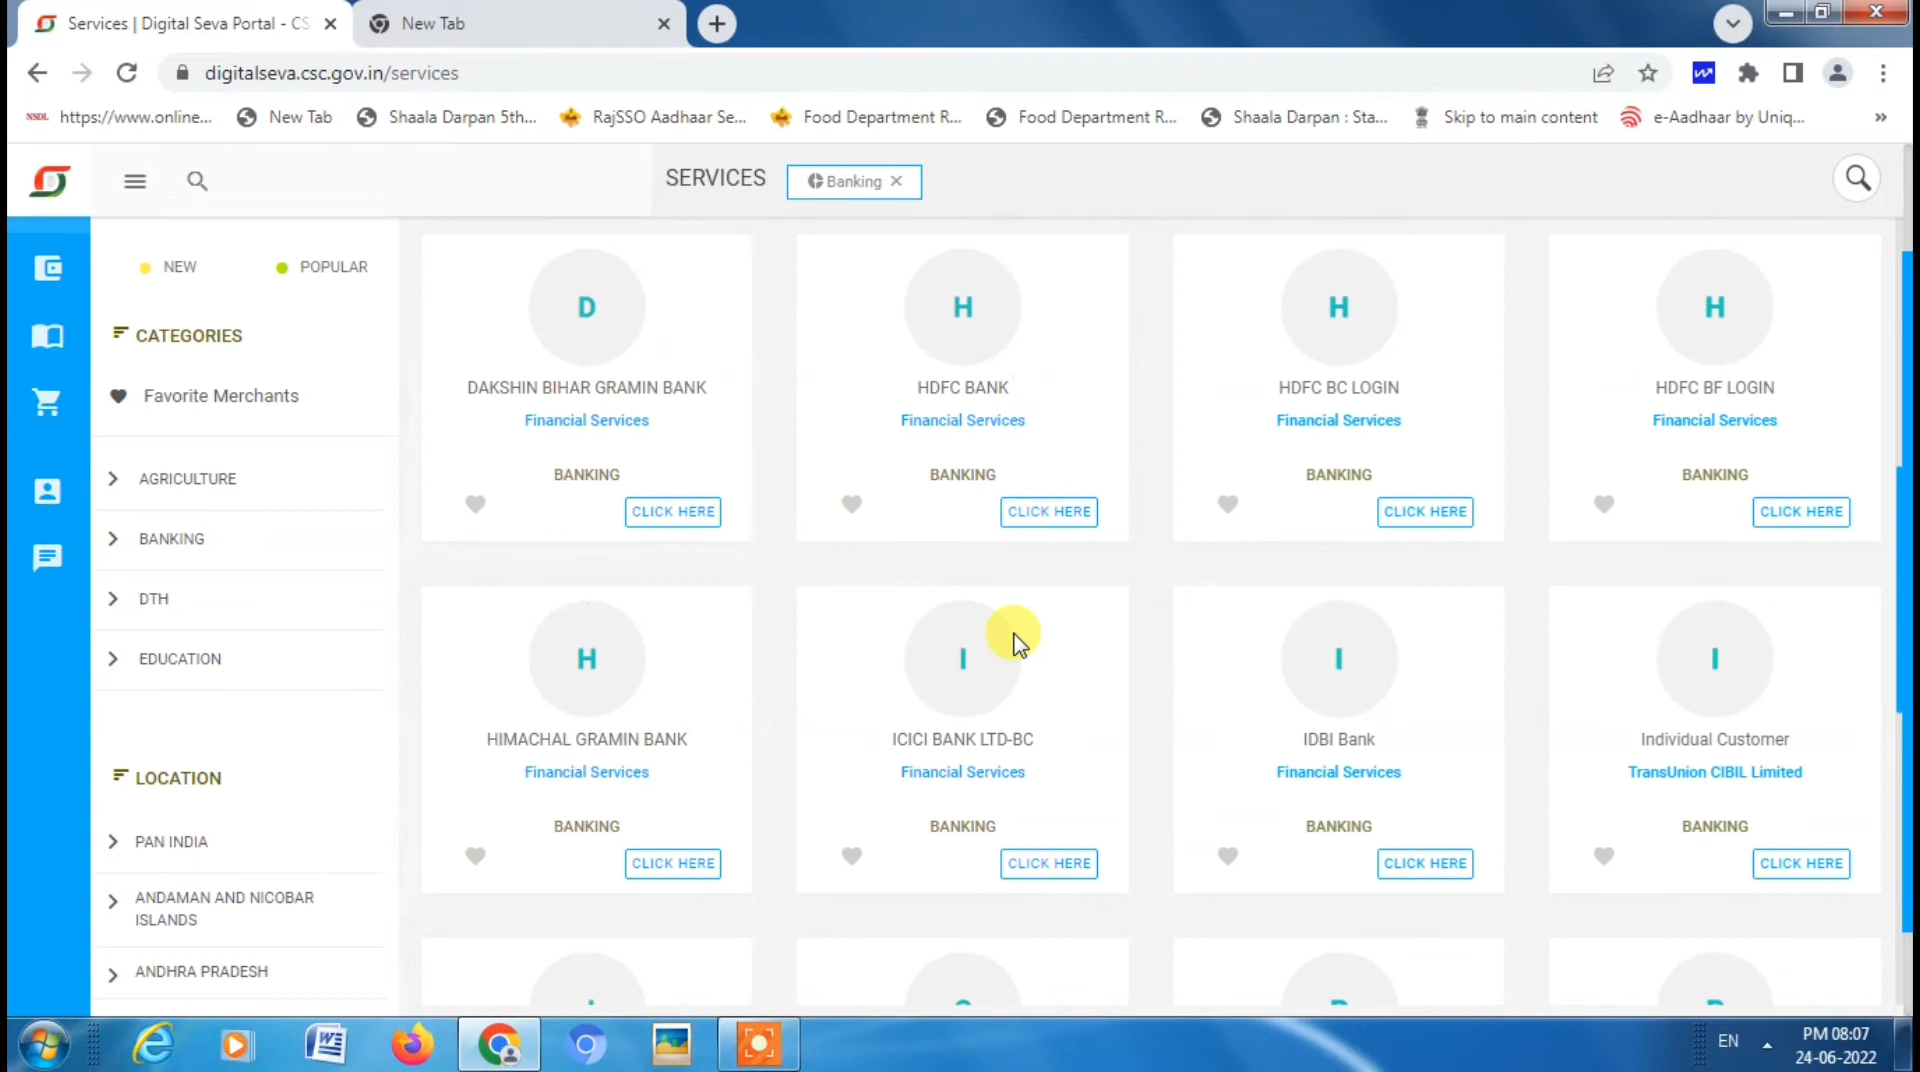 Services | Digital Seva Portal - CS
New Tab
digitalseva.csc.gov.in/services
NSDL https://www.online...
New Tab
Shaala Darpan 5th...
RajSSO Aadhaar Se...
Food Department R...
Food Department R...
Shaala Darpan : Sta...
Skip to main content
e-Aadhaar by Uniq...
»
SERVICES
Banking
NEW
POPULAR
CATEGORIES
Favorite Merchants
AGRICULTURE
BANKING
DTH
EDUCATION
LOCATION
PAN INDIA
ANDAMAN AND NICOBAR
ISLANDS
ANDHRA PRADESH
D
DAKSHIN BIHAR GRAMIN BANK
Financial Services
BANKING
CLICK HERE
H
HDFC BANK
Financial Services
BANKING
CLICK HERE
H
HDFC BC LOGIN
Financial Services
BANKING
CLICK HERE
H
HDFC BF LOGIN
Financial Services
BANKING
CLICK HERE
H
HIMACHAL GRAMIN BANK
Financial Services
BANKING
CLICK HERE
I
ICICI BANK LTD-BC
Financial Services
BANKING
CLICK HERE
I
IDBI Bank
Financial Services
BANKING
CLICK HERE
I
Individual Customer
TransUnion CIBIL Limited
BANKING
CLICK HERE
EN
PM 08:07
24-06-2022